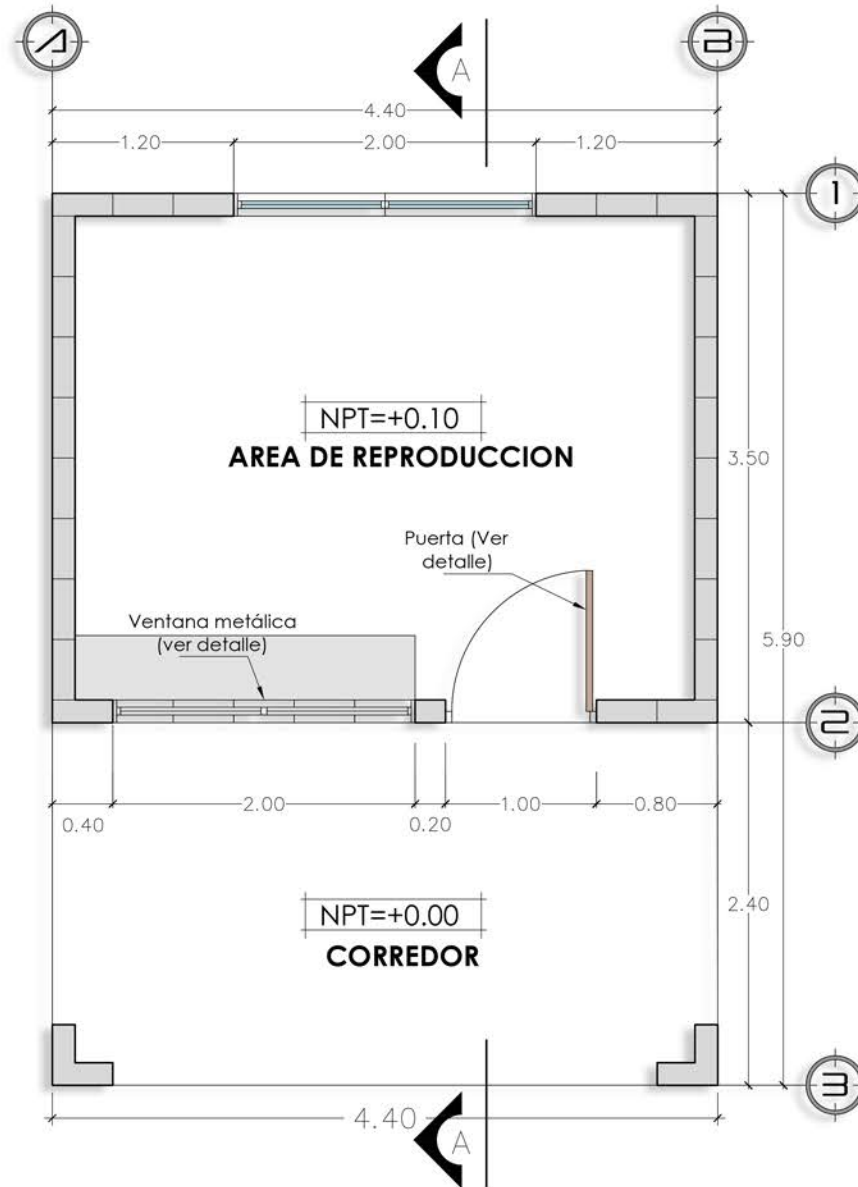 A
B
A
4.40
1.20
2.00
1.20
1
NPT=+0.10
AREA DE REPRODUCCION
3.50
Puerta (Ver
detalle)
Ventana metálica
(ver detalle)
5.90
2
2.00
1.00
0.80
0.40
0.20
NPT=+0.00
2.40
CORREDOR
3
4.40
A